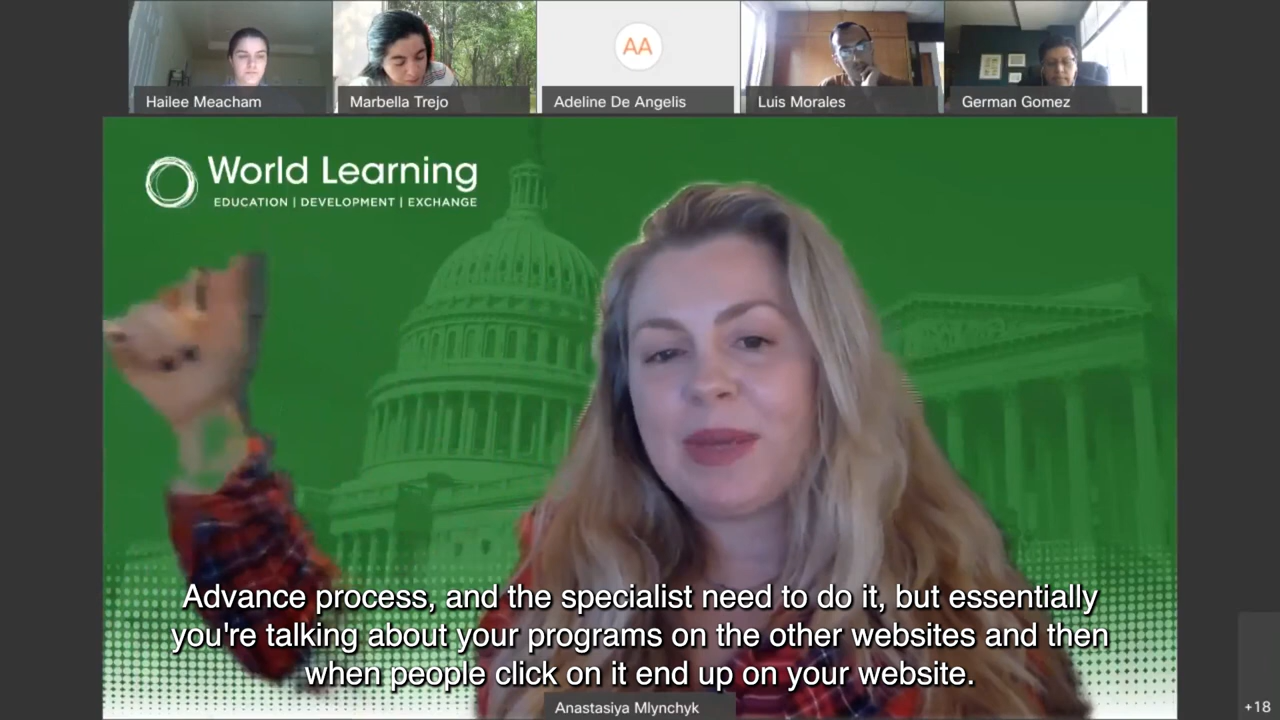 AA
Hailee Meacham
Marbella Trejo
Adeline De Angelis
Luis Morales
German Gomez
World Learning
EDUCATION | DEVELOPMENT | EXCHANGE
Advance process, and the specialist need to do it, but essentially
you're talking about your programs on the other websites and then
when people click on it end up on your website.
Anastasiya Mlynchyk
+18